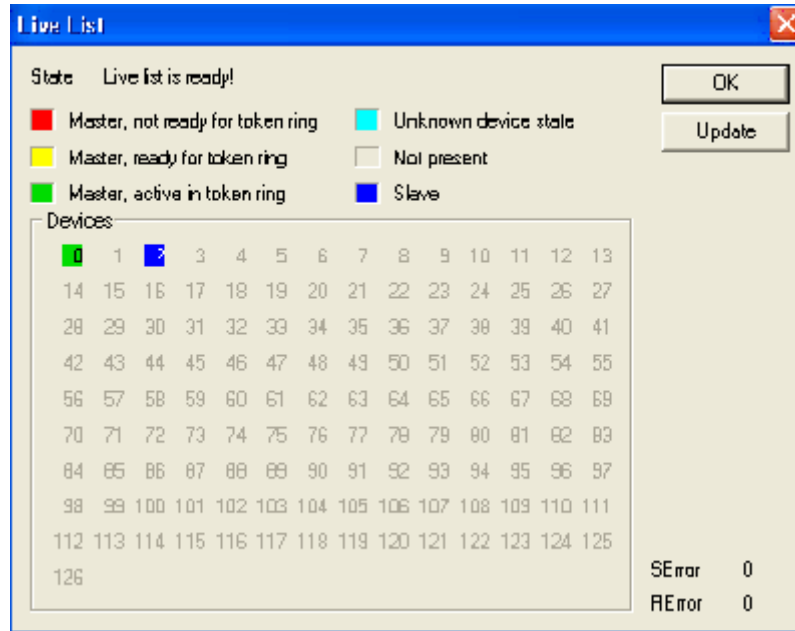 Live List
State Live list is ready!
OK
Master, not ready for token ring
Unknown device state
Update
Master, ready for token ring
Not present
Master, active in token ring
Slave
Devices
0 1 2 3 4 5 6 7 8 9 10 11 12 13
14 15 16 17 18 19 20 21 22 23 24 25 26 27
28 29 30 31 32 33 34 35 36 37 38 39 40 41
42 43 44 45 46 47 48 49 50 51 52 53 54 55
56 57 58 59 60 61 62 63 64 65 66 67 68 69
70 71 72 73 74 75 76 77 78 79 80 81 82 83
84 85 86 87 88 89 90 91 92 93 94 95 96 97
98 99 100 101 102 103 104 105 106 107 108 109 110 111
112 113 114 115 116 117 118 119 120 121 122 123 124 125
126
SError 0
RError 0